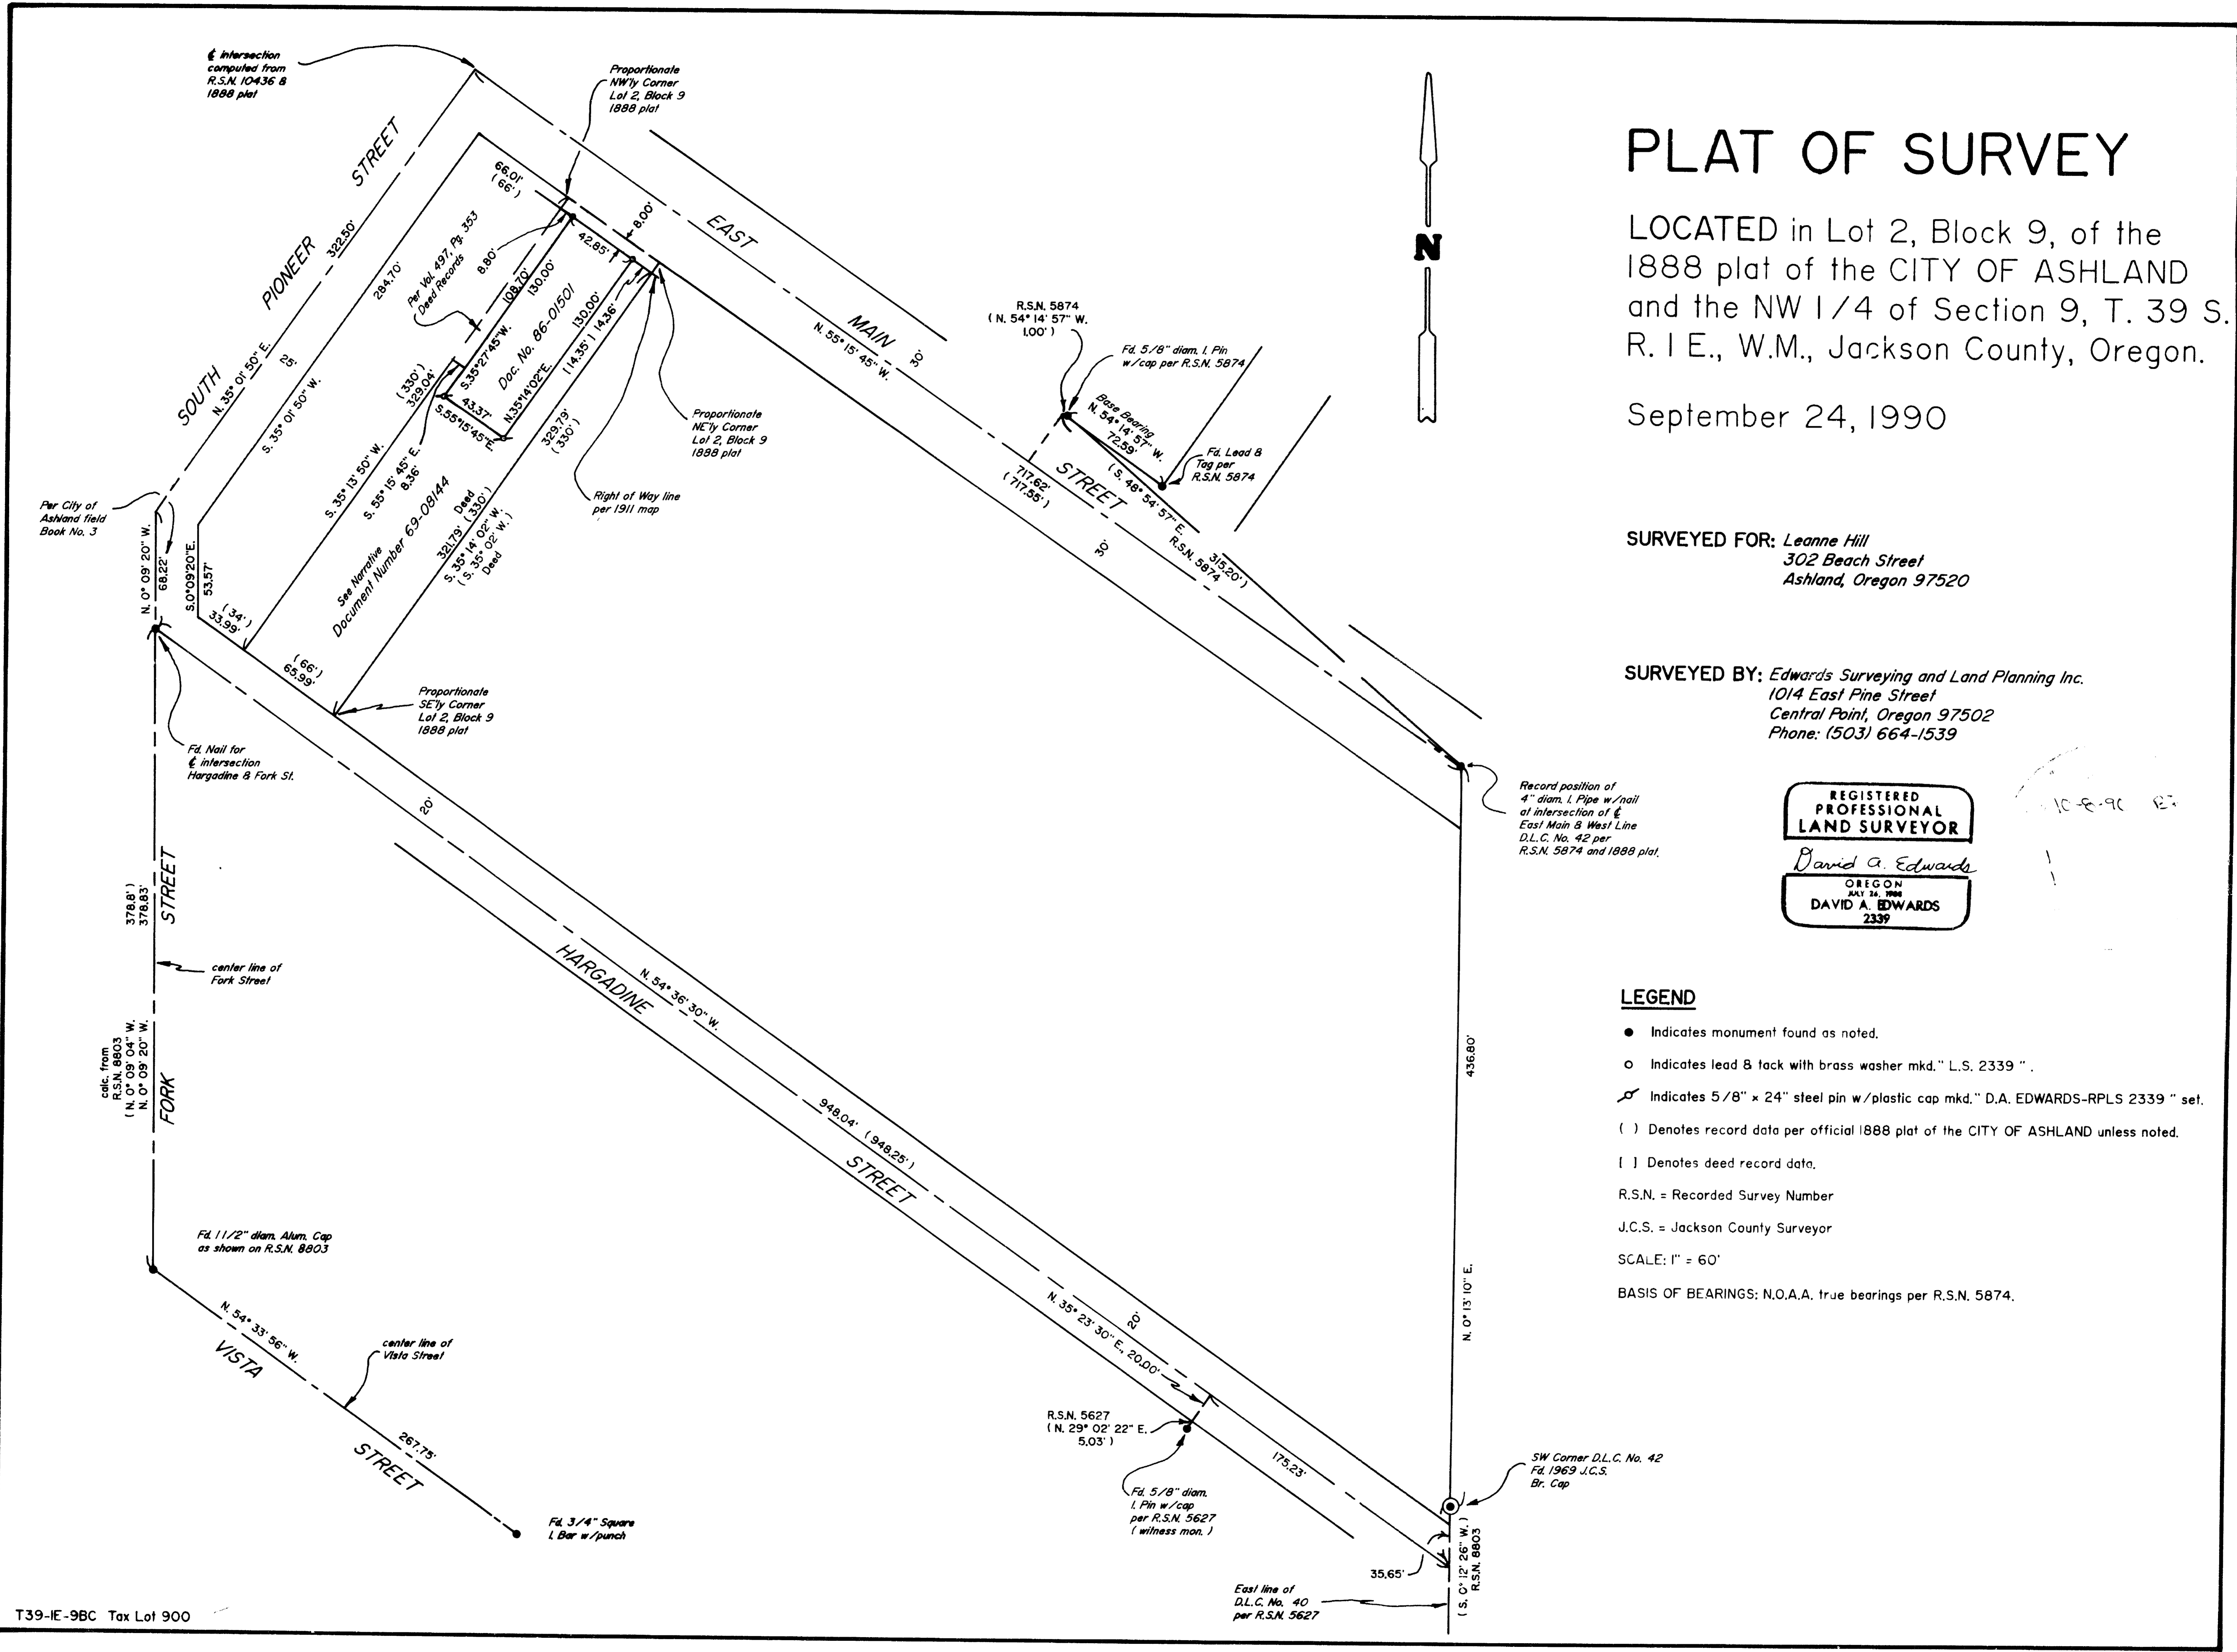 ℄ intersection
computed from
R.S.N. 10436 &
1888 plat
Proportionate
NW'ly Corner
Lot 2, Block 9
1888 plat
SOUTH PIONEER STREET
N. 35° 01' 50" E. 322.50'
25'
S. 35° 01' 50" W. 284.70'
66.01'
( 66' )
Per Vol. 497, Pg. 353
Deed Records
8.80'
108.70'
130.00'
S.35°27'45"W.
Doc. No. 86-01501
42.85'
8.00'
130.00'
N.35°14'02"E.
[ 14.35' ] 14.36'
43.37'
S.55°15'45"E.
(330')
329.04'
S. 35° 13' 50" W.
S. 55° 15' 45" E.
8.36'
329.79'
(330')
See Narrative
Document Number 69-08144
Deed
321.79' (330')
S. 35° 14' 02" W.
( S. 35° 02' W. )
Deed
Proportionate
NE'ly Corner
Lot 2, Block 9
1888 plat
Right of Way line
per 1911 map
EAST MAIN STREET
N. 55° 15' 45" W.
30'
717.62'
( 717.55' )
30'
R.S.N. 5874
( N. 54° 14' 57" W.
1.00' )
Fd. 5/8" diam. I. Pin
w/cap per R.S.N. 5874
Base Bearing
N. 54° 14' 57" W.
72.59'
Fd. Lead &
Tag per
R.S.N. 5874
( S. 48° 54' 57" E. 315.20' )
R.S.N. 5874
Per City of
Ashland field
Book No. 3
N. 0° 09' 20" W.
68.22'
S.0°09'20"E.
53.57'
( 34' )
33.99'
( 66' )
65.99'
Proportionate
SE'ly Corner
Lot 2, Block 9
1888 plat
Fd. Nail for
℄ intersection
Hargadine & Fork St.
20'
378.8' )
378.83'
FORK STREET
center line of
Fork Street
calc. from
R.S.N. 8803
( N. 0° 09' 04" W.
N. 0° 09' 20" W.
HARGADINE STREET
N. 54° 36' 30" W.
948.04' ( 948.25' )
Fd. 1 1/2" diam. Alum. Cap
as shown on R.S.N. 8803
N. 54° 33' 56" W.
VISTA STREET
267.75'
center line of
Vista Street
Fd. 3/4" Square
I. Bar w/punch
N. 35° 23' 30" E., 20.00'
20'
R.S.N. 5627
( N. 29° 02' 22" E.
5.03' )
Fd. 5/8" diam.
I. Pin w/cap
per R.S.N. 5627
( witness mon. )
175.23'
35.65'
East line of
D.L.C. No. 40
per R.S.N. 5627
( S. 0° 12' 26" W. )
R.S.N. 8803
SW Corner D.L.C. No. 42
Fd. 1969 J.C.S.
Br. Cap
436.80'
N. 0° 13' 10" E.
Record position of
4" diam. I. Pipe w/nail
at intersection of ℄
East Main & West Line
D.L.C. No. 42 per
R.S.N. 5874 and 1888 plat.
N
PLAT OF SURVEY
LOCATED in Lot 2, Block 9, of the
1888 plat of the CITY OF ASHLAND
and the NW 1/4 of Section 9, T. 39 S.
R. 1 E., W.M., Jackson County, Oregon.
September 24, 1990
SURVEYED FOR: Leanne Hill
302 Beach Street
Ashland, Oregon 97520
SURVEYED BY: Edwards Surveying and Land Planning Inc.
1014 East Pine Street
Central Point, Oregon 97502
Phone: (503) 664-1539
REGISTERED
PROFESSIONAL
LAND SURVEYOR
David A. Edwards
OREGON
JULY 26, 1988
DAVID A. EDWARDS
2339
LEGEND
● Indicates monument found as noted.
○ Indicates lead & tack with brass washer mkd." L.S. 2339 " .
Indicates 5/8" x 24" steel pin w/plastic cap mkd." D.A. EDWARDS-RPLS 2339 " set.
( ) Denotes record data per official 1888 plat of the CITY OF ASHLAND unless noted.
[ ] Denotes deed record data.
R.S.N. = Recorded Survey Number
J.C.S. = Jackson County Surveyor
SCALE: 1" = 60'
BASIS OF BEARINGS: N.O.A.A. true bearings per R.S.N. 5874.
T39-1E-9BC Tax Lot 900